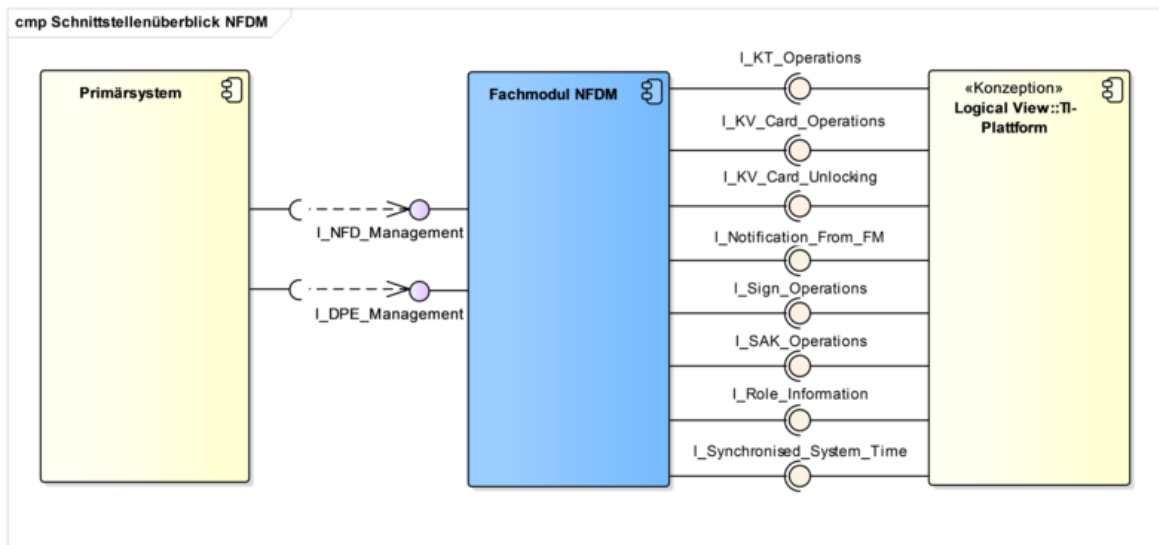 cmp Schnittstellenüberblick NFDM
Primärsystem
Fachmodul NFDM
«Konzeption»
Logical View::TI-
Plattform
I_NFD_Management
I_DPE_Management
I_KT_Operations
I_KV_Card_Operations
I_KV_Card_Unlocking
I_Notification_From_FM
I_Sign_Operations
I_SAK_Operations
I_Role_Information
I_Synchronised_System_Time